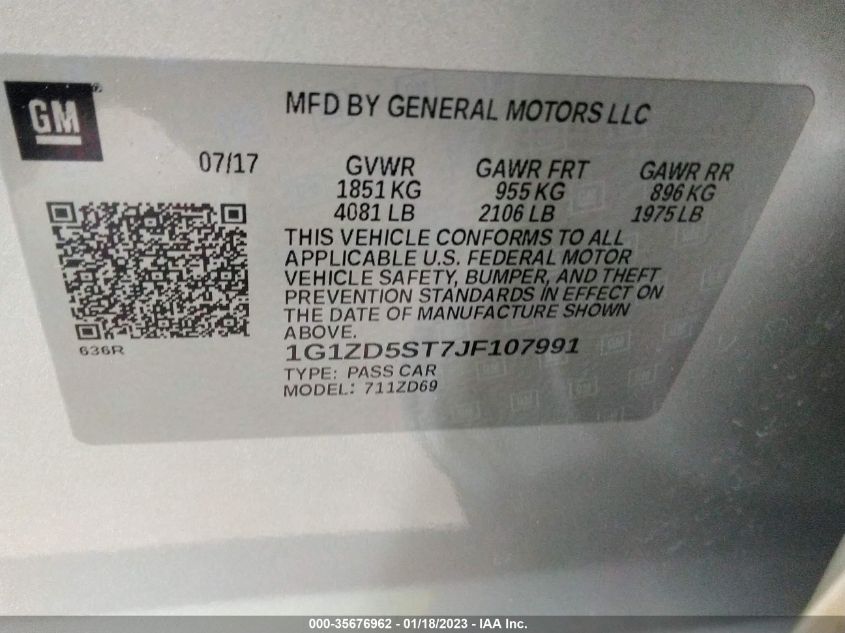 GM
MFD BY GENERAL MOTORS LLC
07/17 GVWR GAWR FRT GAWR RR
1851 KG 955 KG 896 KG
4081 LB 2106 LB 1975 LB
THIS VEHICLE CONFORMS TO ALL
APPLICABLE U.S. FEDERAL MOTOR
VEHICLE SAFETY, BUMPER, AND THEFT
PREVENTION STANDARDS IN EFFECT ON
THE DATE OF MANUFACTURE SHOWN
ABOVE.
636R
1G1ZD5ST7JF107991
TYPE: PASS CAR
MODEL: 711ZD69
000-35676962 - 01/18/2023 - IAA Inc.